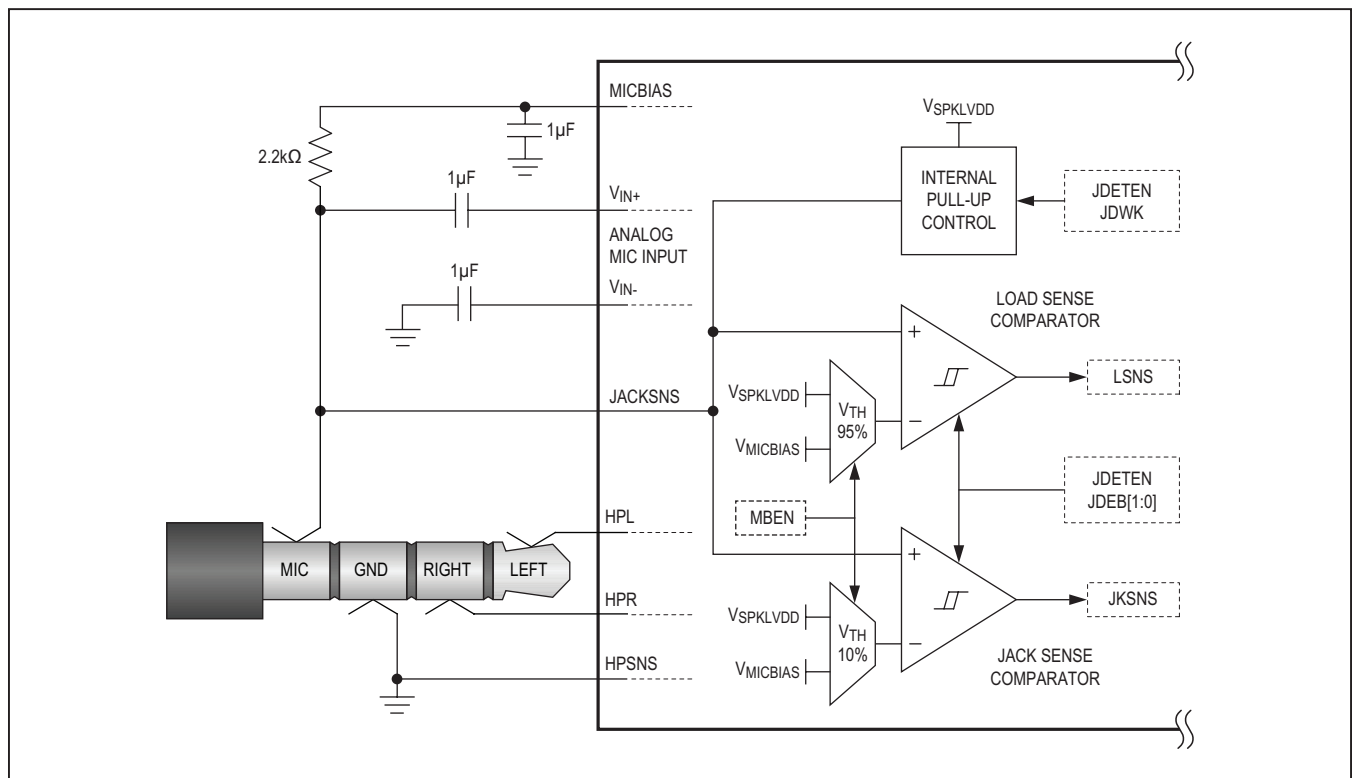 MICBIAS
1µF
2.2kΩ
1µF
VIN+
ANALOG
MIC INPUT
1µF
VIN-
JACKSNS
VSPKLVDD
INTERNAL
PULL-UP
CONTROL
JDETEN
JDWK
LOAD SENSE
COMPARATOR
+
−
VSPKLVDD
VMICBIAS
VTH
95%
LSNS
MBEN
JDETEN
JDEB[1:0]
+
−
VSPKLVDD
VMICBIAS
VTH
10%
JKSNS
JACK SENSE
COMPARATOR
HPL
MIC
GND
RIGHT
LEFT
HPR
HPSNS